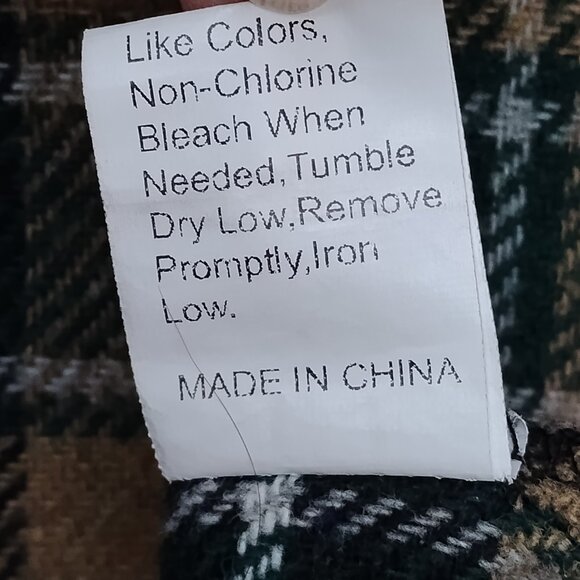 Like Colors,
Non-Chlorine
Bleach When
Needed,Tumble
Dry Low,Remove
Promptly,Iron
Low.
MADE IN CHINA